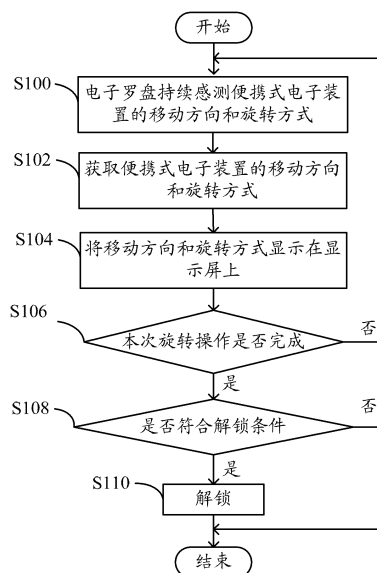 开始
S100
电子罗盘持续感测便携式电子装
置的移动方向和旋转方式
S102
获取便携式电子装置的移动方向
和旋转方式
S104
将移动方向和旋转方式显示在显
示屏上
S106
本次旋转操作是否完成
否
是
S108
是否符合解锁条件
否
是
S110
解锁
结束